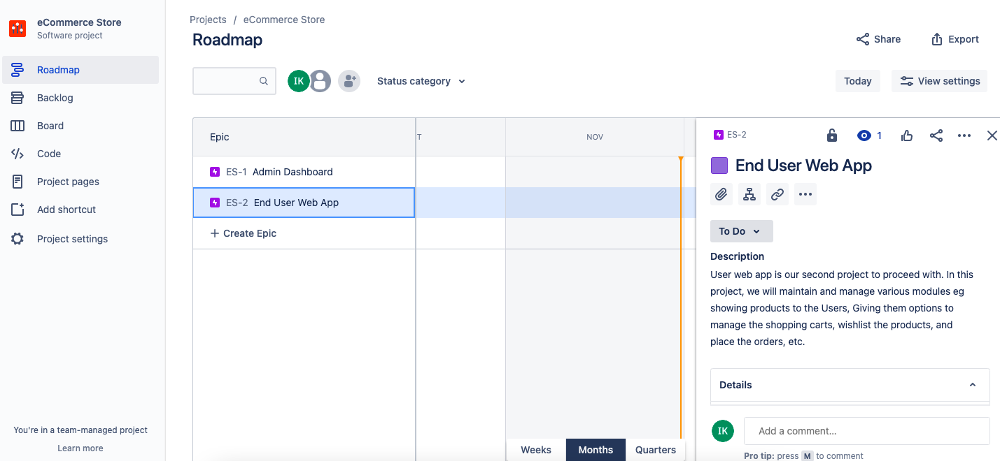 eCommerce Store
Software project
Roadmap
Backlog
Board
Code
Project pages
Add shortcut
Project settings
You're in a team-managed project
Learn more
Projects / eCommerce Store
Roadmap
Share
Export
IK
Status category
Today
View settings
Epic
T
NOV
ES-1 Admin Dashboard
ES-2 End User Web App
Create Epic
Weeks
Months
Quarters
ES-2
1
End User Web App
To Do
Description
User web app is our second project to proceed with. In this
project, we will maintain and manage various modules eg
showing products to the Users, Giving them options to
manage the shopping carts, wishlist the products, and
place the orders, etc.
Details
IK
Add a comment...
Pro tip: press M to comment